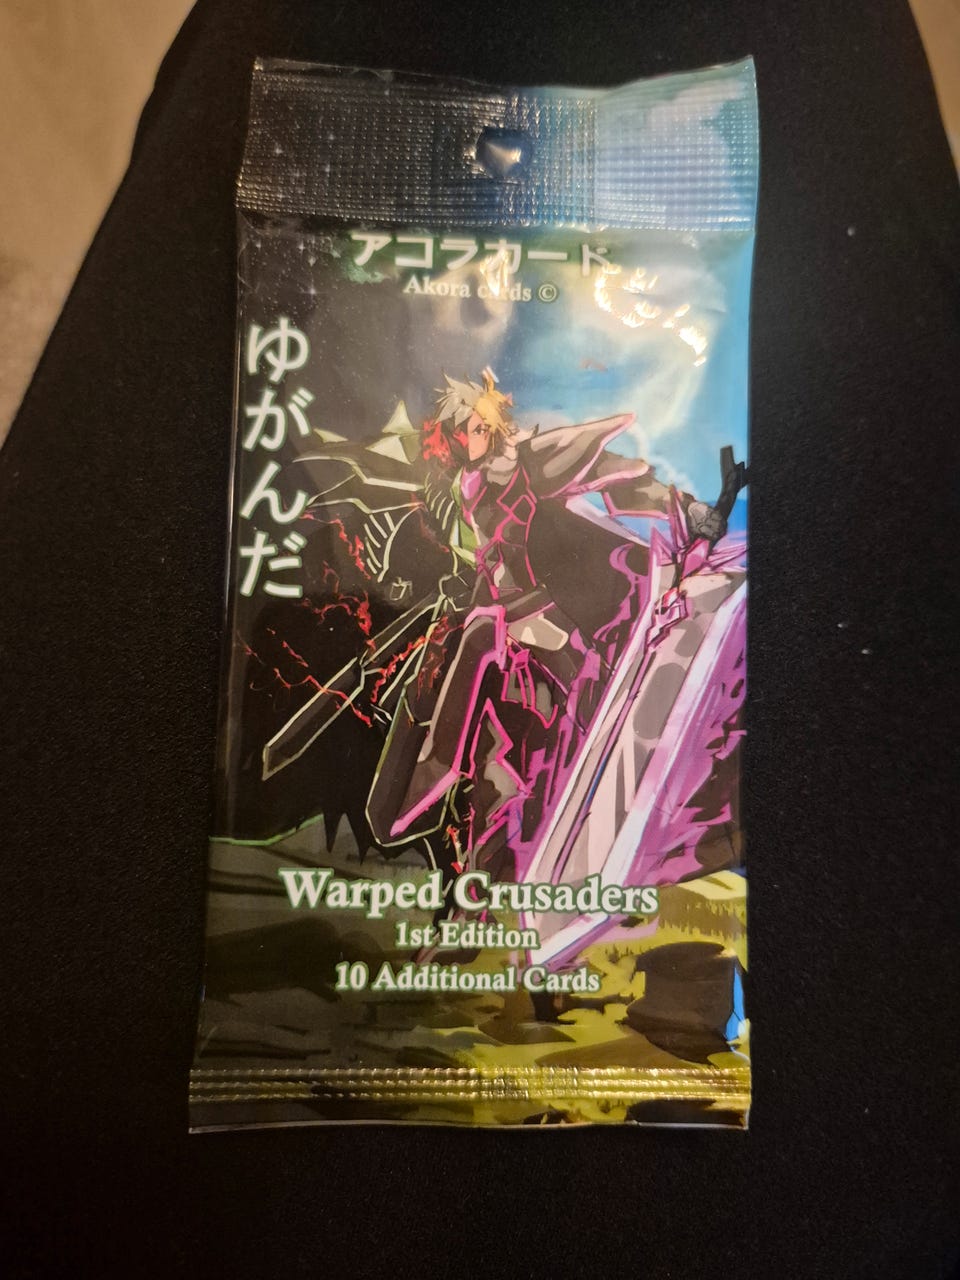 アコラカード
Akora cards ©
ゆがんだ
Warped Crusaders
1st Edition
10 Additional Cards